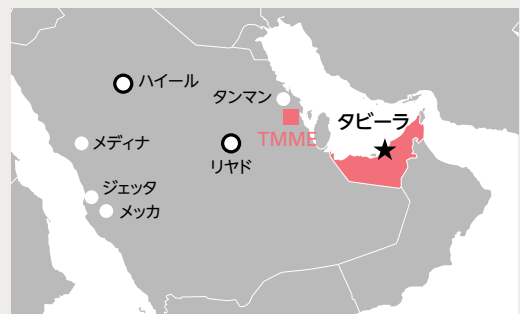 ハイール
タンマン
タビーラ
TMME
メディナ
リヤド
ジェッタ
メッカ